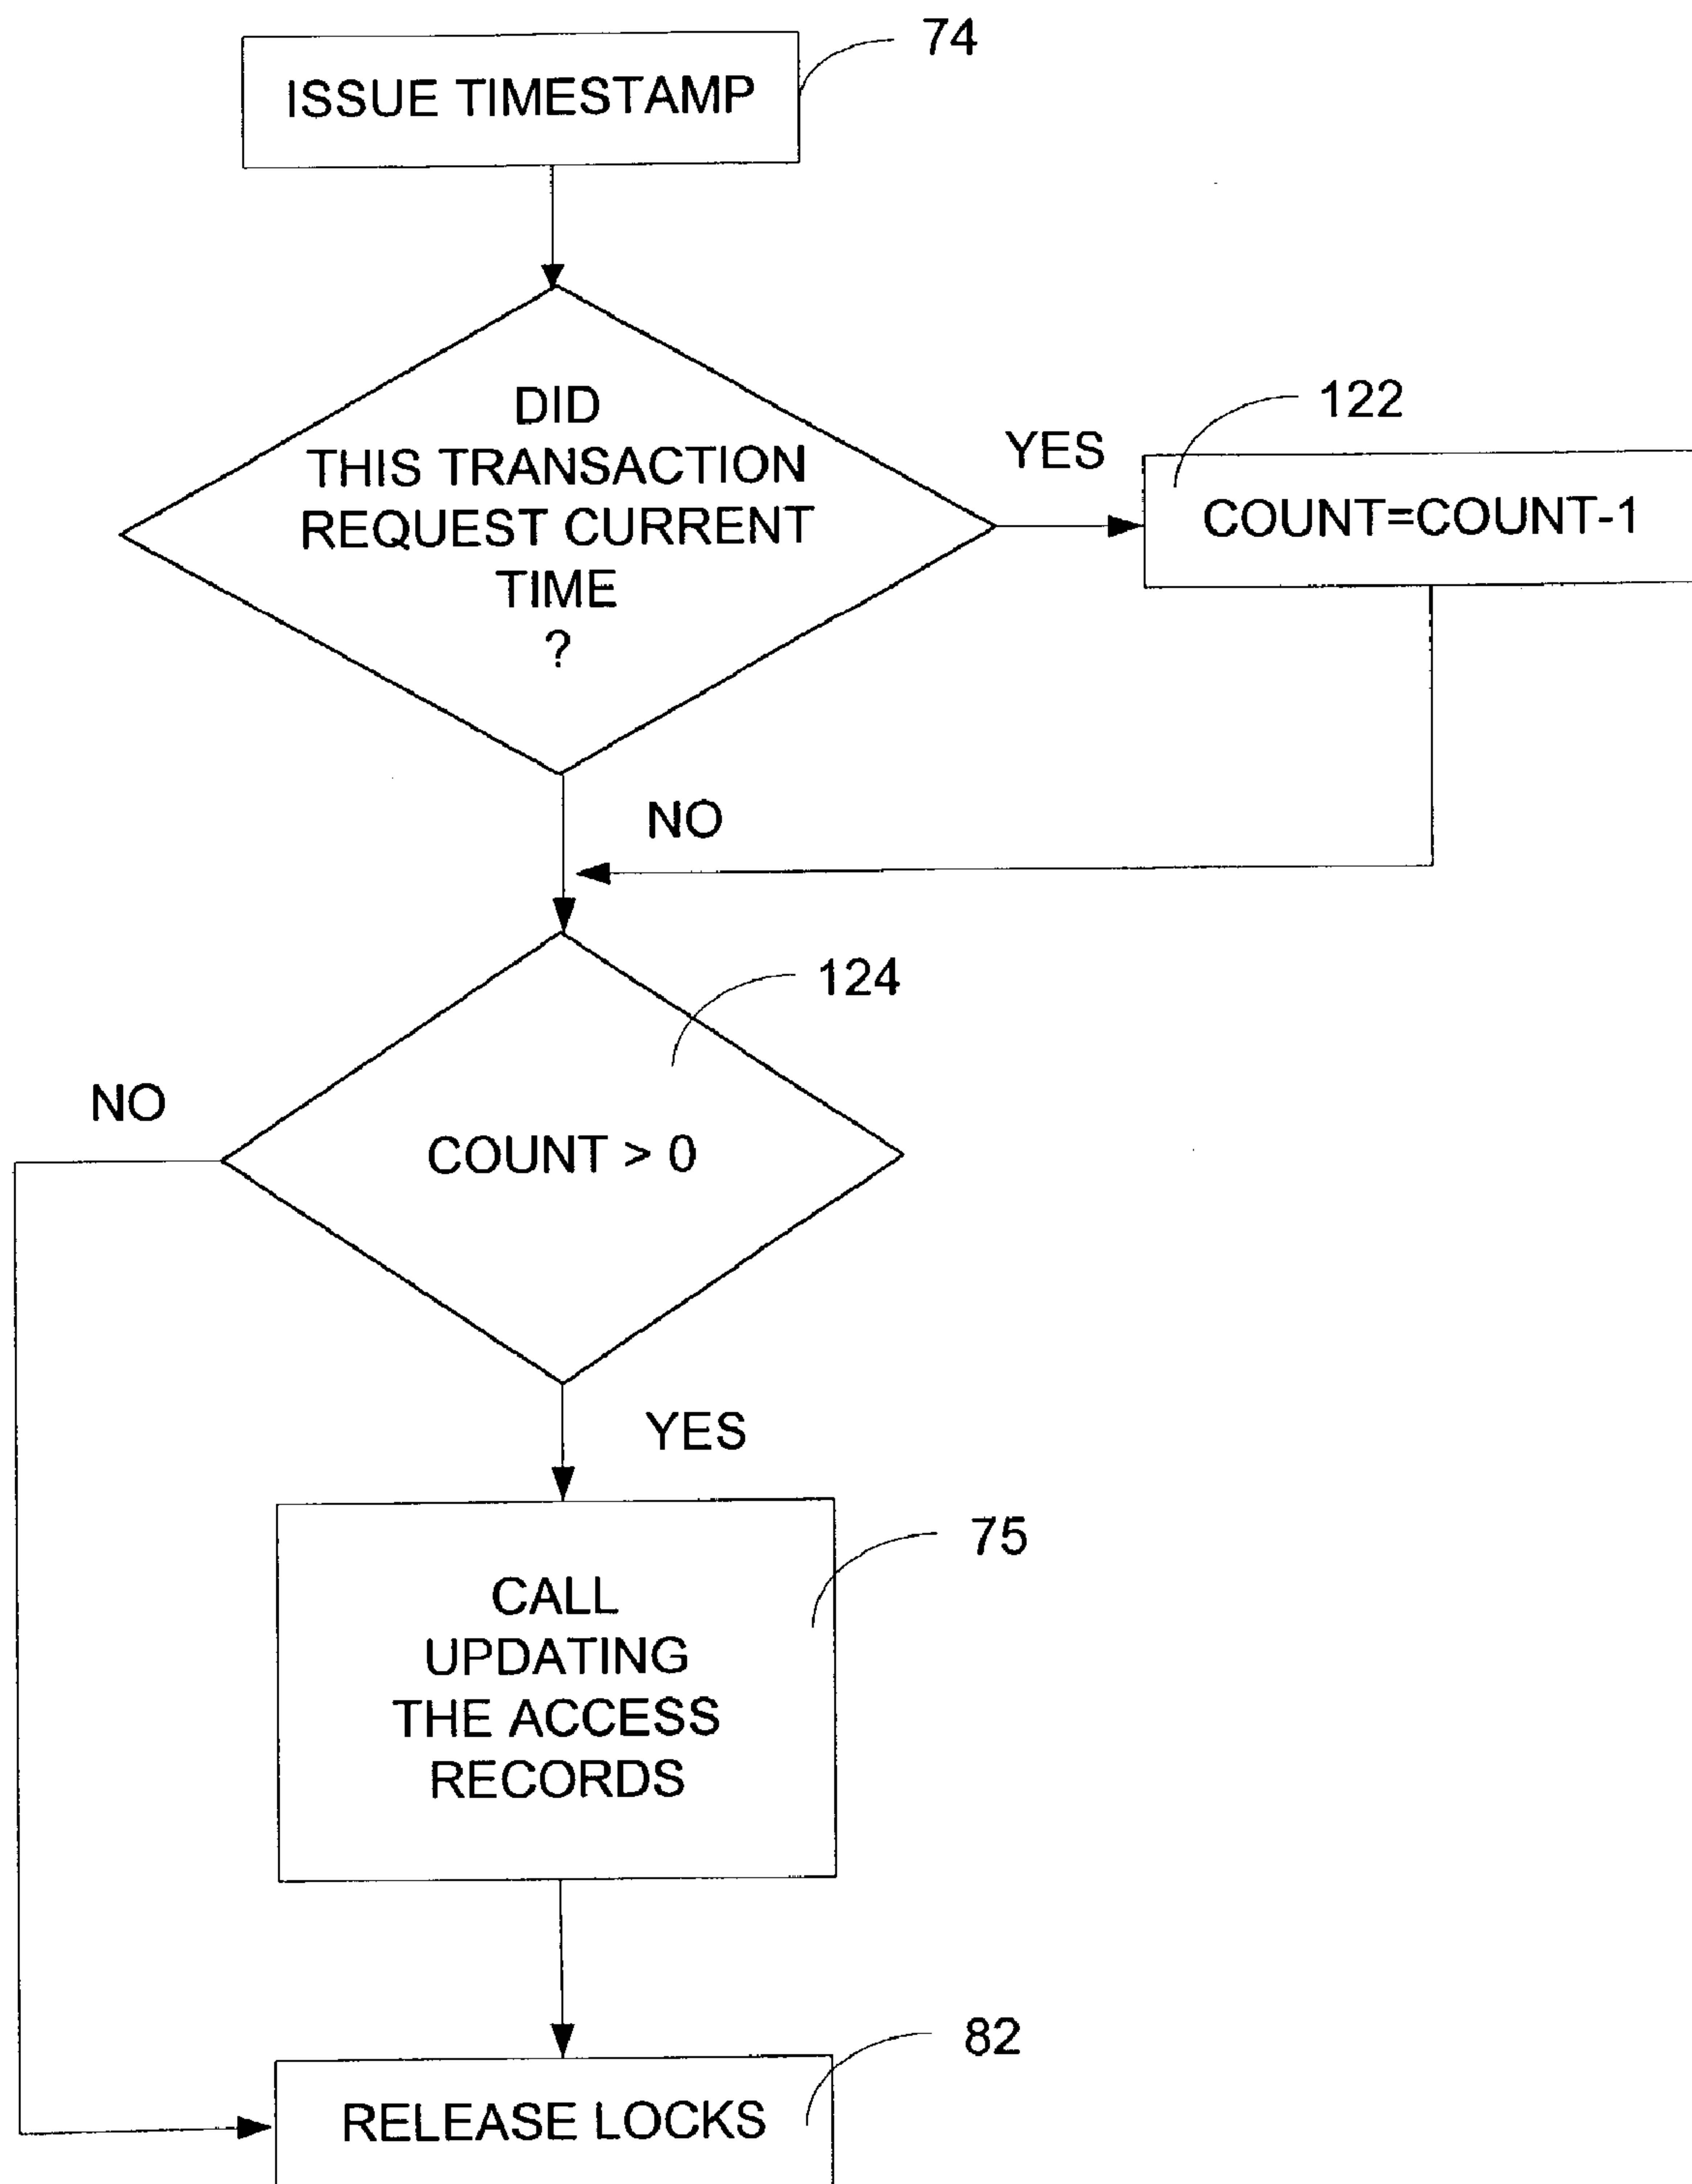 74
ISSUE TIMESTAMP
DID
THIS TRANSACTION
REQUEST CURRENT
TIME
?
YES
122
COUNT=COUNT-1
NO
124
NO
COUNT > 0
YES
75
CALL
UPDATING
THE ACCESS
RECORDS
82
RELEASE LOCKS